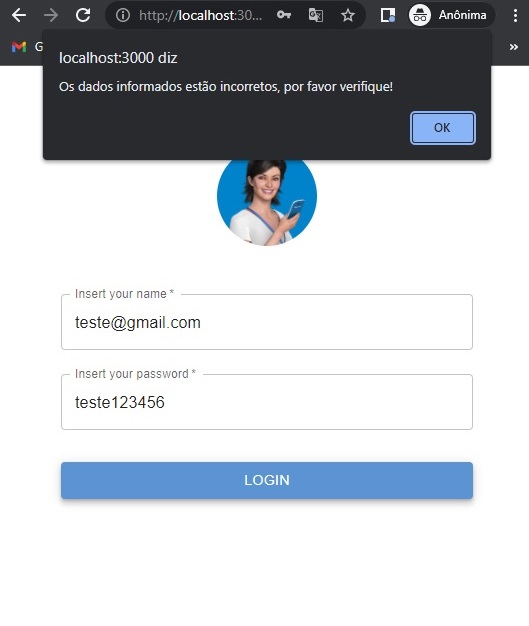 http://localhost:30...
Anônima
G
»
localhost:3000 diz
Os dados informados estão incorretos, por favor verifique!
OK
Insert your name *
teste@gmail.com
Insert your password *
teste123456
LOGIN